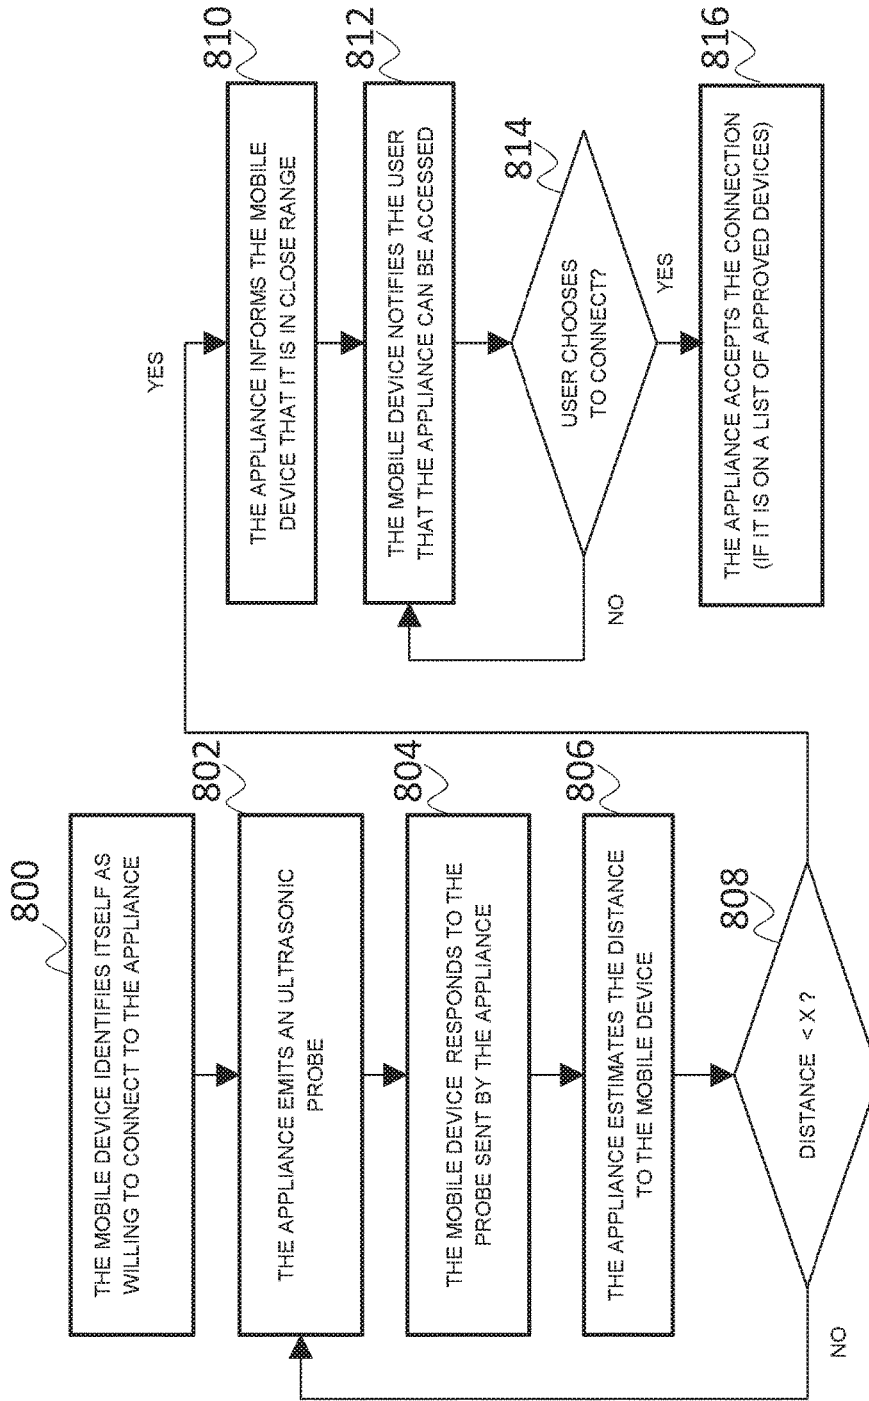 800
THE MOBILE DEVICE IDENTIFIES ITSELF AS
WILLING TO CONNECT TO THE APPLIANCE
802
THE APPLIANCE EMITS AN ULTRASONIC
PROBE
804
THE MOBILE DEVICE RESPONDS TO THE
PROBE SENT BY THE APPLIANCE
806
THE APPLIANCE ESTIMATES THE DISTANCE
TO THE MOBILE DEVICE
808
DISTANCE < X ?
NO
YES
810
THE APPLIANCE INFORMS THE MOBILE
DEVICE THAT IT IS IN CLOSE RANGE
812
THE MOBILE DEVICE NOTIFIES THE USER
THAT THE APPLIANCE CAN BE ACCESSED
814
USER CHOOSES
TO CONNECT?
NO
YES
816
THE APPLIANCE ACCEPTS THE CONNECTION
(IF IT IS ON A LIST OF APPROVED DEVICES)